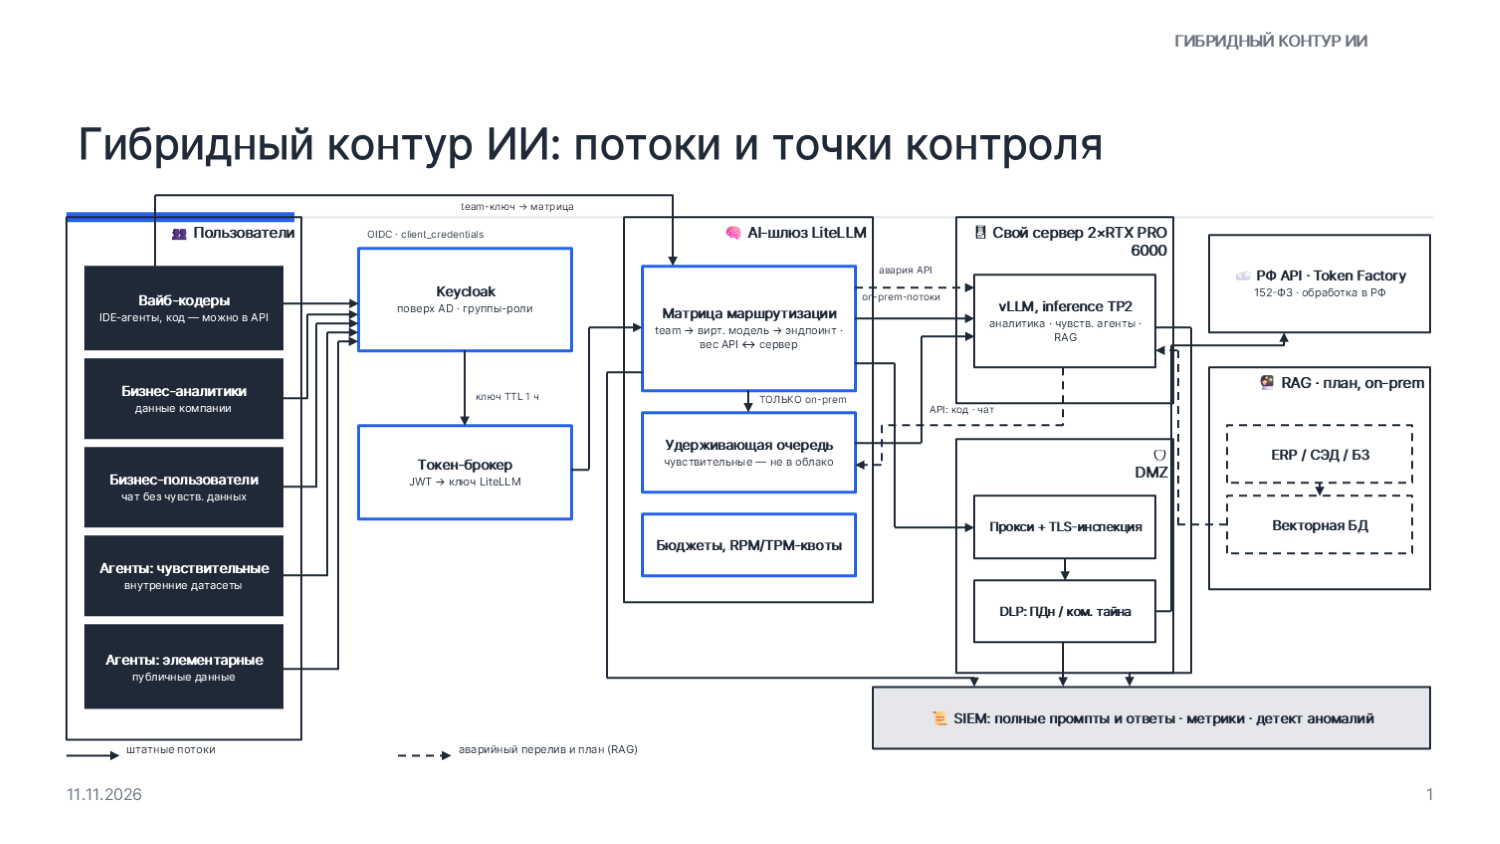 ГИБРИДНЫЙ КОНТУР ИИ
Гибридный контур ИИ: потоки и точки контроля
team-ключ → матрица
Пользователи
Вайб-кодеры
IDE-агенты, код — можно в API
Бизнес-аналитики
данные компании
Бизнес-пользователи
чат без чувств. данных
Агенты: чувствительные
внутренние датасеты
Агенты: элементарные
публичные данные
OIDC · client_credentials
Keycloak
поверх AD · группы-роли
ключ TTL 1 ч
Токен-брокер
JWT → ключ LiteLLM
AI-шлюз LiteLLM
Матрица маршрутизации
team → вирт. модель → эндпоинт ·
вес API ↔ сервер
ТОЛЬКО on-prem
Удерживающая очередь
чувствительные — не в облако
Бюджеты, RPM/TPM-квоты
авария API
on-prem-потоки
API: код · чат
Свой сервер 2×RTX PRO
6000
vLLM, inference TP2
аналитика · чувств. агенты ·
RAG
DMZ
Прокси + TLS-инспекция
DLP: ПДн / ком. тайна
РФ API · Token Factory
152-ФЗ · обработка в РФ
RAG · план, on-prem
ERP / СЭД / БЗ
Векторная БД
SIEM: полные промпты и ответы · метрики · детект аномалий
штатные потоки
аварийный перелив и план (RAG)
11.11.2026
1